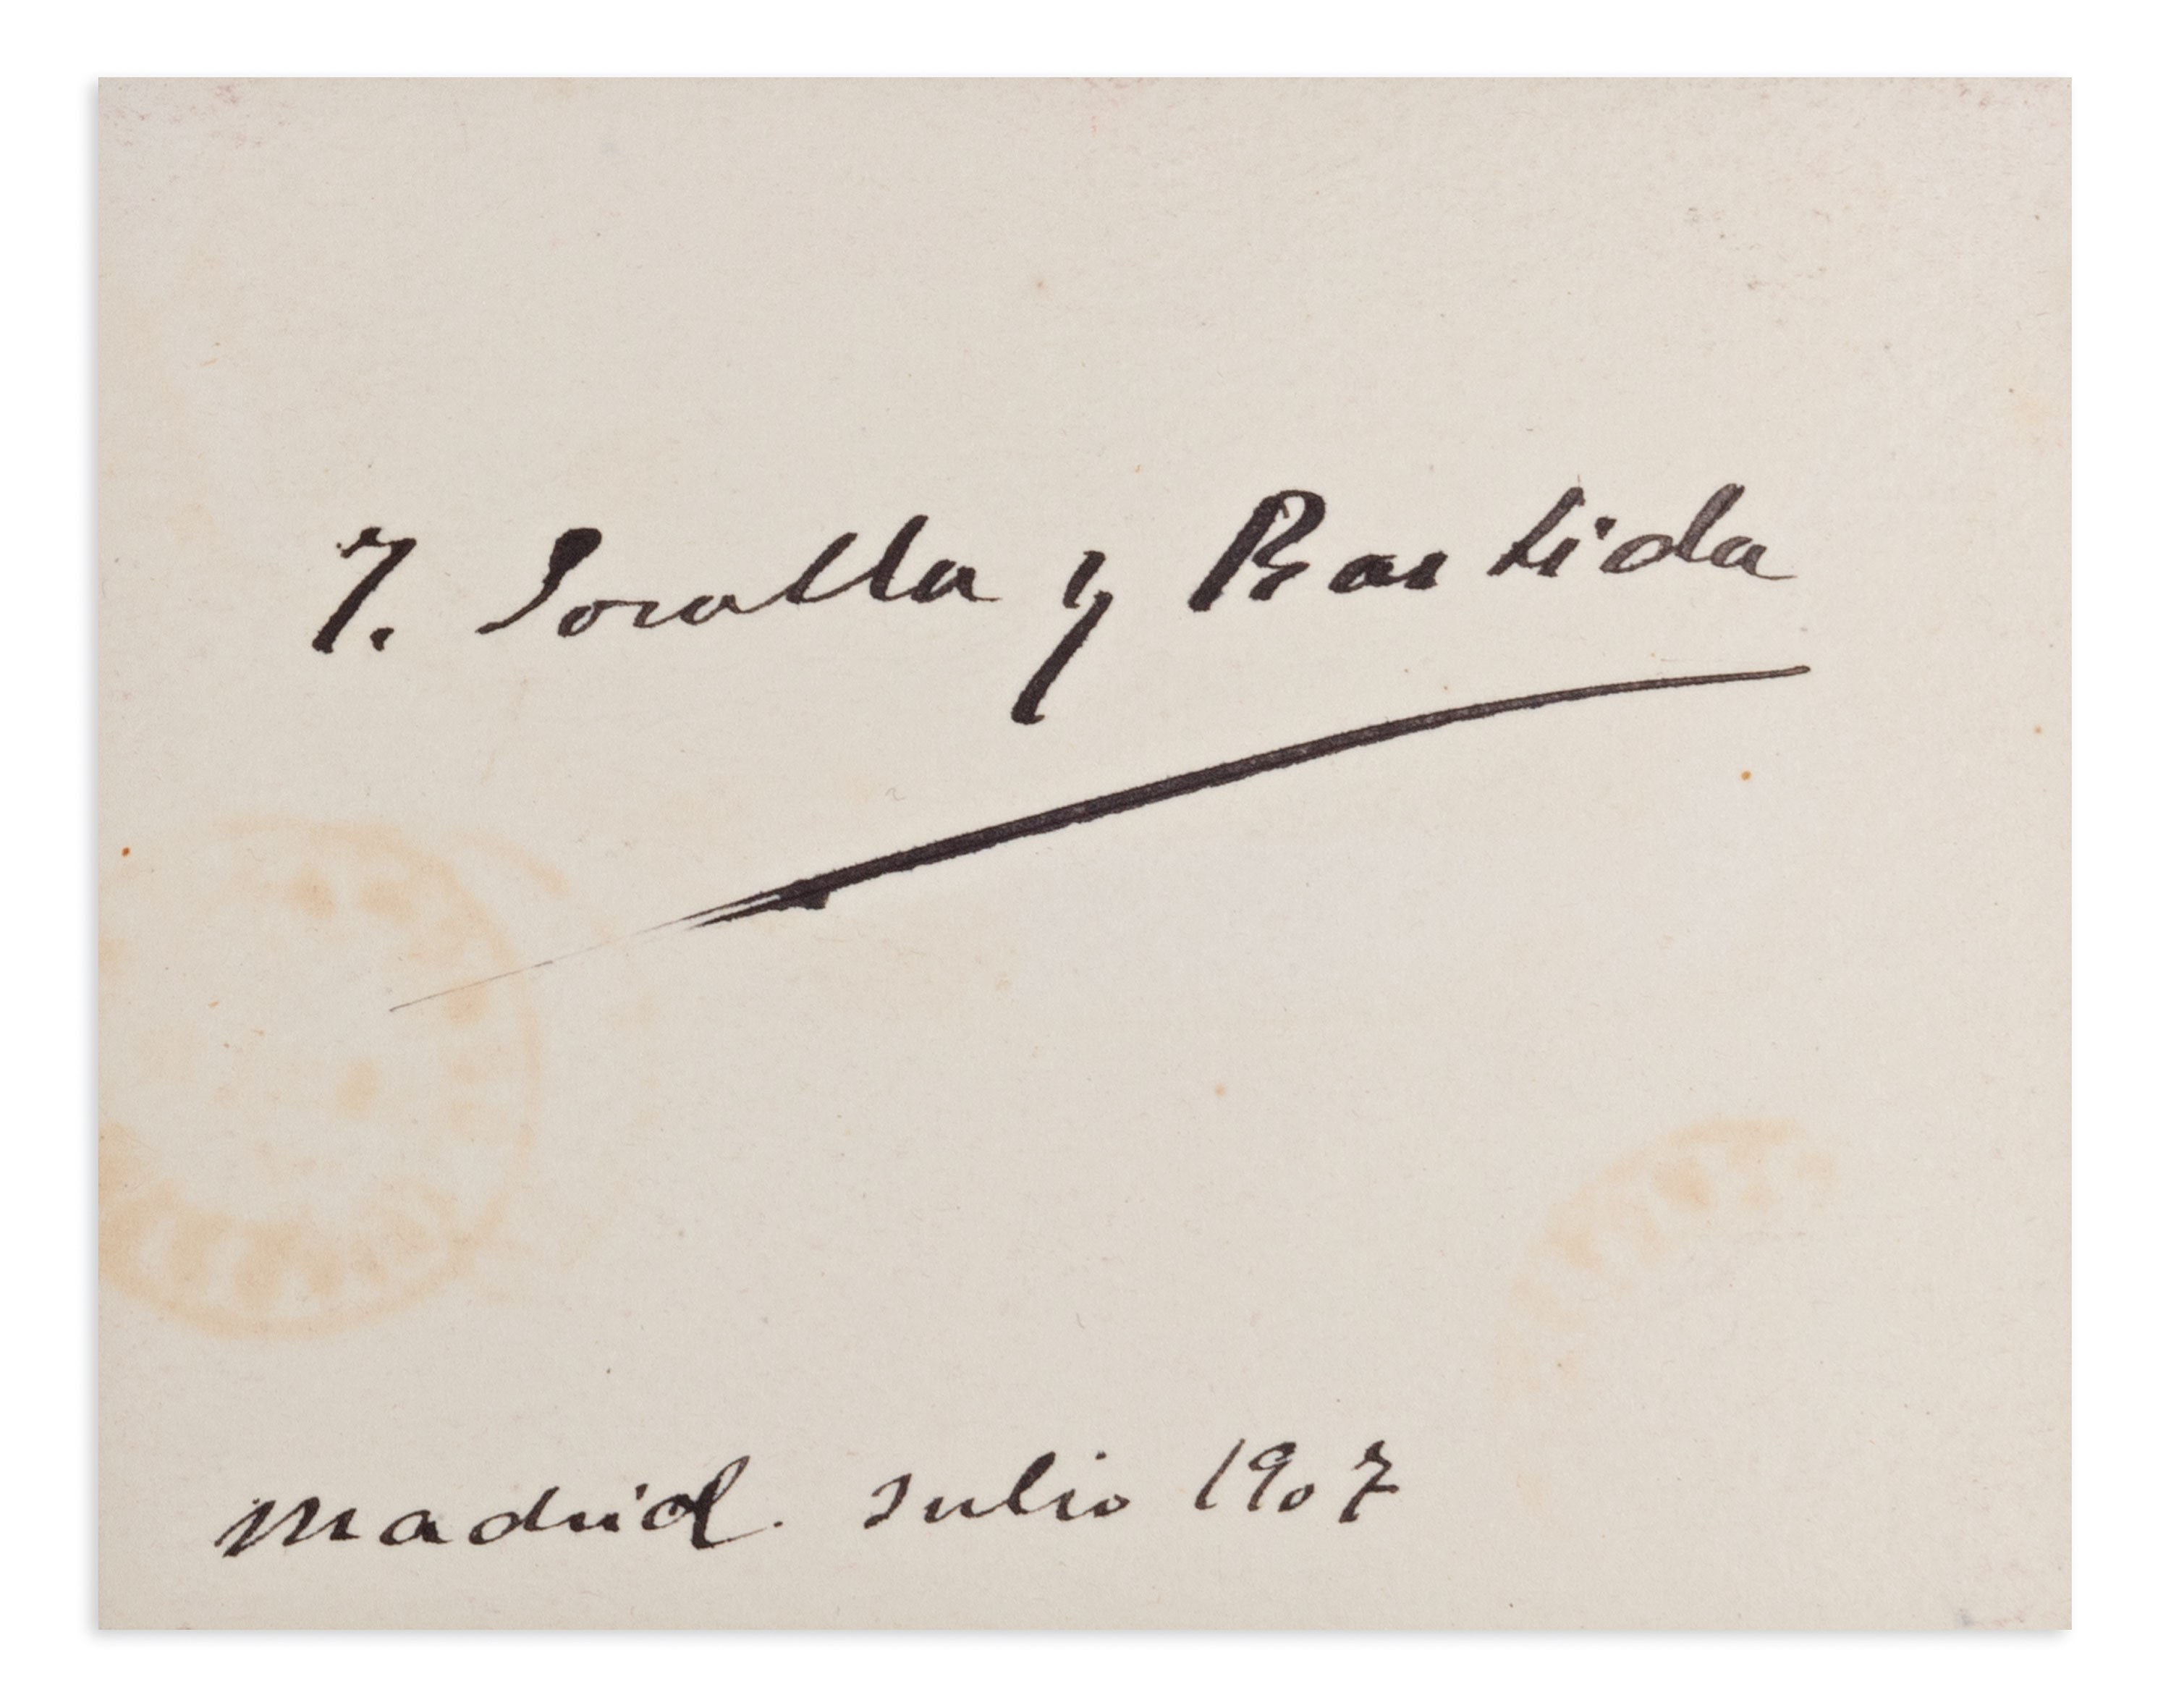 J. Sorolla y Bastida
Madrid. Julio 1907